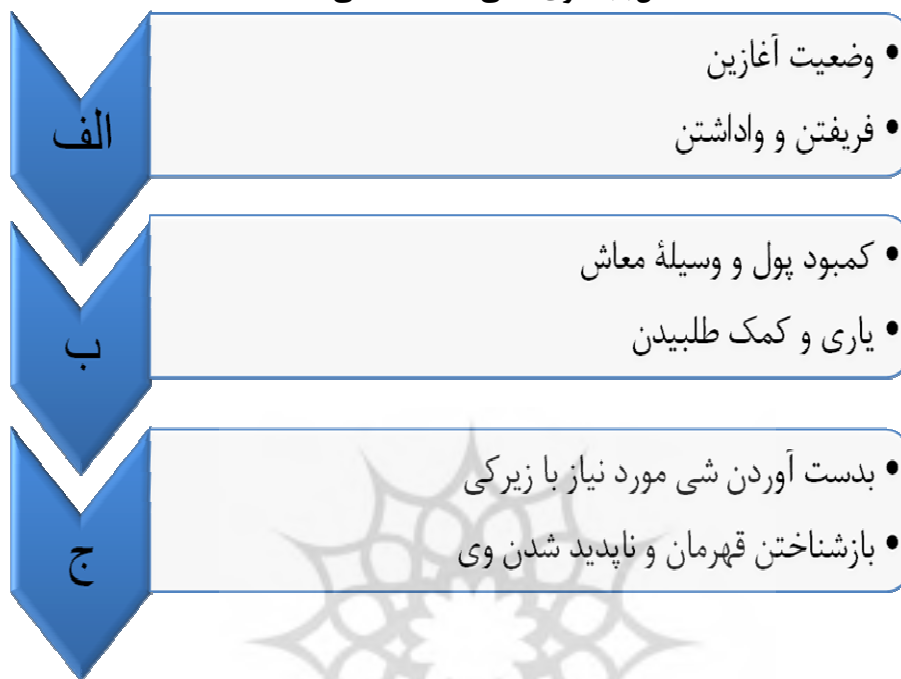 الف
• وضعیت آغازین
• فریفتن و واداشتن
ب
• کمبود پول و وسیلۀ معاش
• یاری و کمک طلبیدن
ج
• بدست آوردن شی مورد نیاز با زیرکی
• بازشناختن قهرمان و ناپدید شدن وی